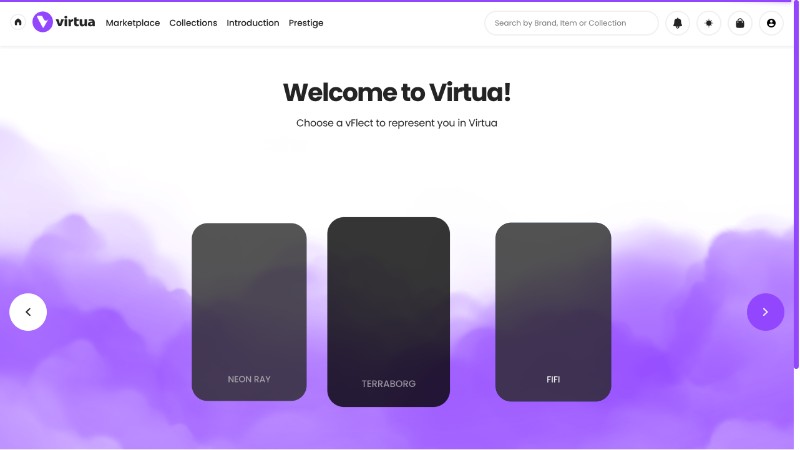 virtua Marketplace Collections Introduction Prestige Search by Brand, Item or Collection
Welcome to Virtua!
Choose a vFlect to represent you in Virtua
NEON RAY
TERRABORG
FIFI